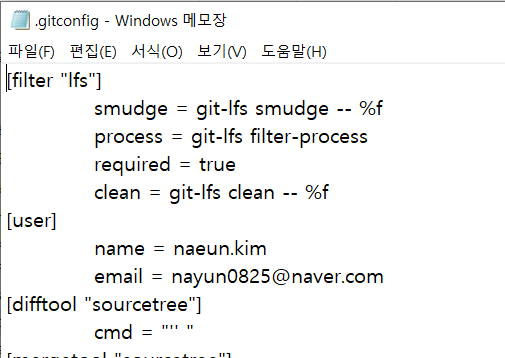 .gitconfig - Windows 메모장
파일(F) 편집(E) 서식(O) 보기(V) 도움말(H)
[filter "lfs"]
smudge = git-lfs smudge -- %f
process = git-lfs filter-process
required = true
clean = git-lfs clean -- %f
[user]
name = naeun.kim
email = nayun0825@naver.com
[difftool "sourcetree"]
cmd = "'' "
[mergetool "sourcetree"]